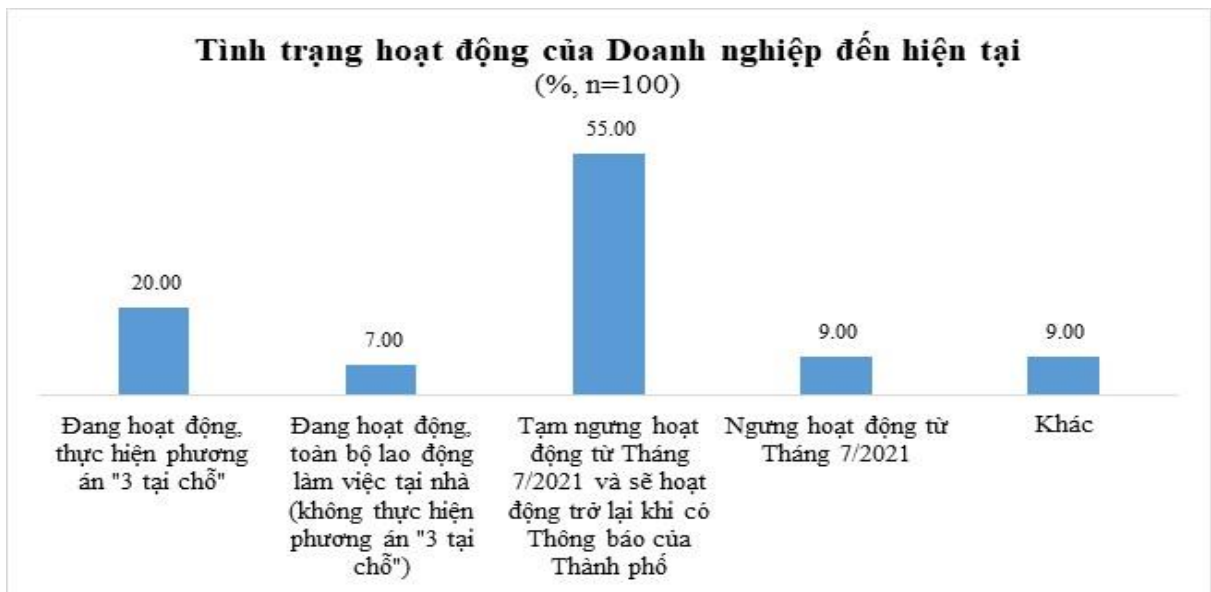 Tình trạng hoạt động của Doanh nghiệp đến hiện tại
(%, n=100)
55.00
20.00
7.00
9.00
9.00
Đang hoạt động,
thực hiện phương
án "3 tại chỗ"
Đang hoạt động,
toàn bộ lao động
làm việc tại nhà
(không thực hiện
phương án "3 tại
chỗ")
Tạm ngưng hoạt
động từ Tháng
7/2021 và sẽ hoạt
động trở lại khi có
Thông báo của
Thành phố
Ngưng hoạt động từ
Tháng 7/2021
Khác